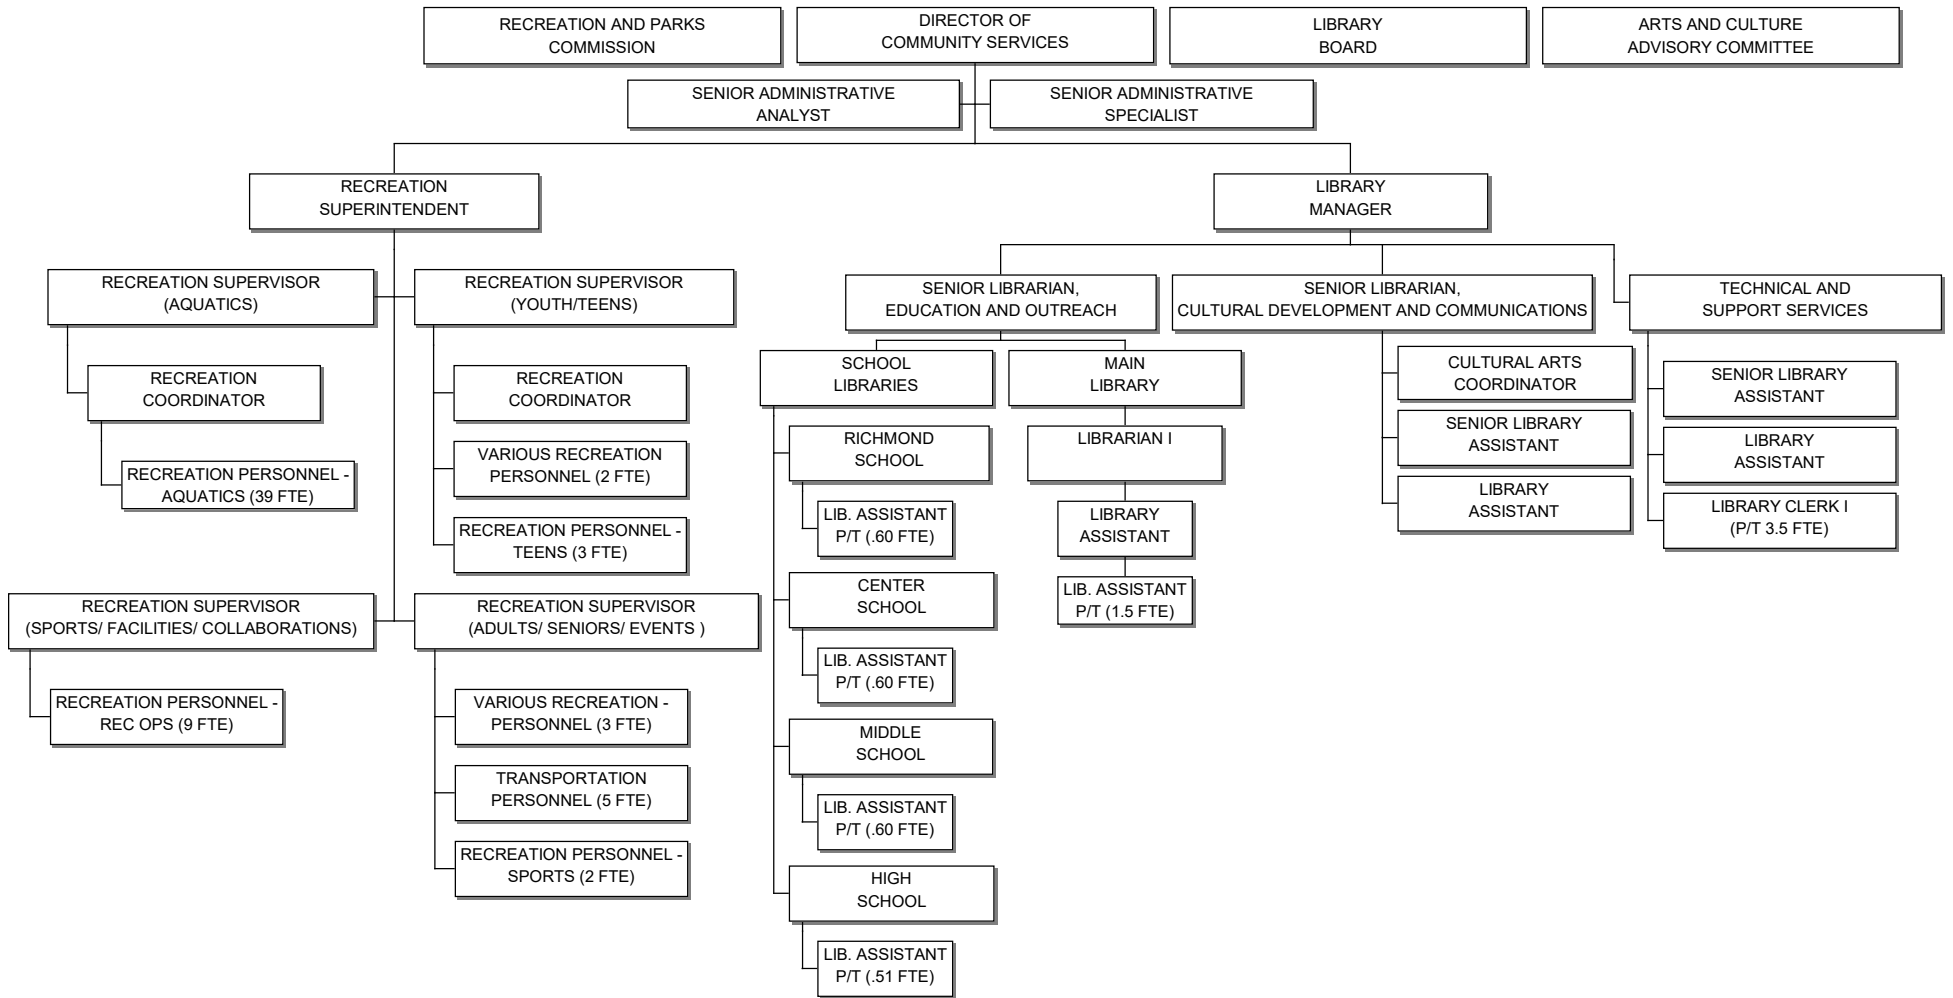 RECREATION AND PARKS
COMMISSION
DIRECTOR OF
COMMUNITY SERVICES
LIBRARY
BOARD
ARTS AND CULTURE
ADVISORY COMMITTEE
SENIOR ADMINISTRATIVE
ANALYST
SENIOR ADMINISTRATIVE
SPECIALIST
RECREATION
SUPERINTENDENT
LIBRARY
MANAGER
RECREATION SUPERVISOR
(AQUATICS)
RECREATION
COORDINATOR
RECREATION PERSONNEL -
AQUATICS (39 FTE)
RECREATION SUPERVISOR
(YOUTH/TEENS)
RECREATION
COORDINATOR
VARIOUS RECREATION
PERSONNEL (2 FTE)
RECREATION PERSONNEL -
TEENS (3 FTE)
RECREATION SUPERVISOR
(SPORTS/ FACILITIES/ COLLABORATIONS)
RECREATION PERSONNEL -
REC OPS (9 FTE)
RECREATION SUPERVISOR
(ADULTS/ SENIORS/ EVENTS )
VARIOUS RECREATION -
PERSONNEL (3 FTE)
TRANSPORTATION
PERSONNEL (5 FTE)
RECREATION PERSONNEL -
SPORTS (2 FTE)
SENIOR LIBRARIAN,
EDUCATION AND OUTREACH
SCHOOL
LIBRARIES
RICHMOND
SCHOOL
LIB. ASSISTANT
P/T (.60 FTE)
CENTER
SCHOOL
LIB. ASSISTANT
P/T (.60 FTE)
MIDDLE
SCHOOL
LIB. ASSISTANT
P/T (.60 FTE)
HIGH
SCHOOL
LIB. ASSISTANT
P/T (.51 FTE)
MAIN
LIBRARY
LIBRARIAN I
LIBRARY
ASSISTANT
LIB. ASSISTANT
P/T (1.5 FTE)
SENIOR LIBRARIAN,
CULTURAL DEVELOPMENT AND COMMUNICATIONS
CULTURAL ARTS
COORDINATOR
SENIOR LIBRARY
ASSISTANT
LIBRARY
ASSISTANT
TECHNICAL AND
SUPPORT SERVICES
SENIOR LIBRARY
ASSISTANT
LIBRARY
ASSISTANT
LIBRARY CLERK I
(P/T 3.5 FTE)